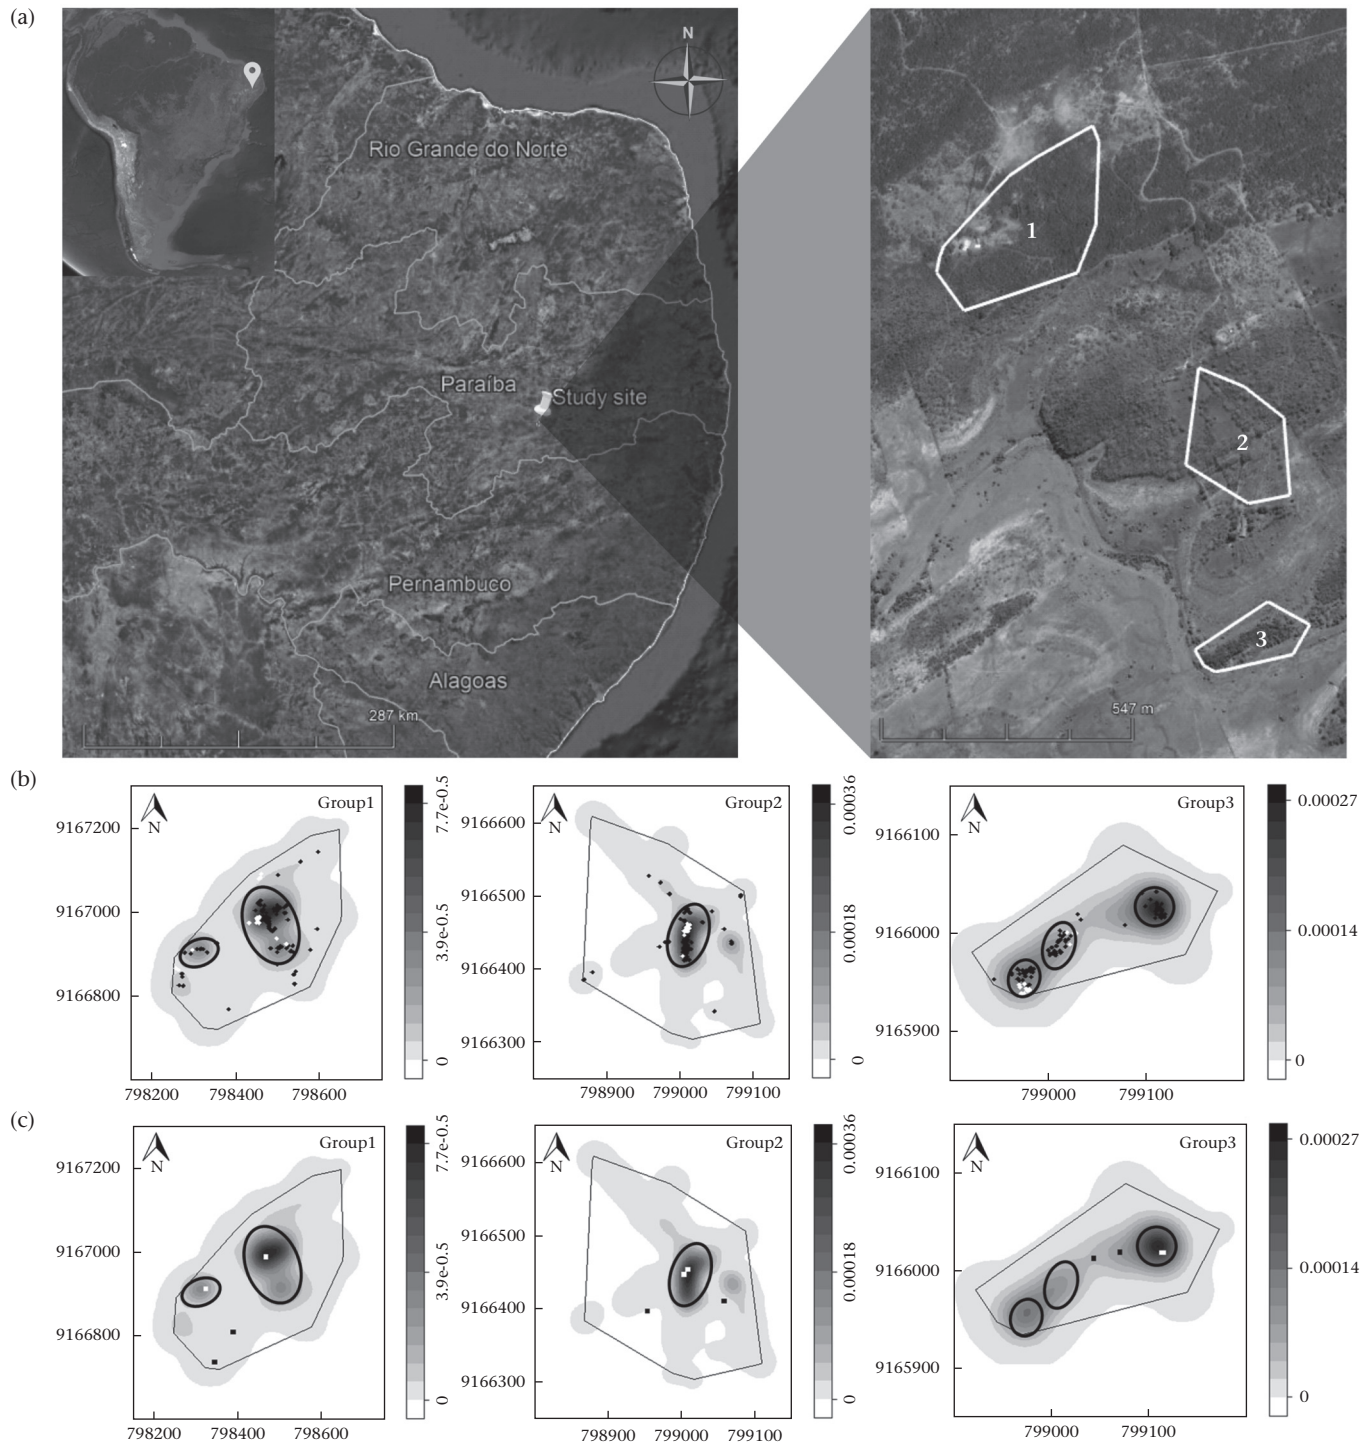 (a)
N
Rio Grande do Norte
Paraíba
Study site
Pernambuco
Alagoas
287 km
1
2
3
547 m
(b)
Group1
N
9167200
9167000
9166800
798200 798400 798600
7.7e-0.5
3.9e-0.5
0
Group2
N
9166600
9166500
9166400
9166300
798900 799000 799100
0.00036
0.00018
0
Group3
N
9166100
9166000
9165900
799000 799100
0.00027
0.00014
0
(c)
Group1
N
9167200
9167000
9166800
798200 798400 798600
7.7e-0.5
3.9e-0.5
0
Group2
N
9166600
9166500
9166400
9166300
798900 799000 799100
0.00036
0.00018
0
Group3
N
9166100
9166000
9165900
799000 799100
0.00027
0.00014
0